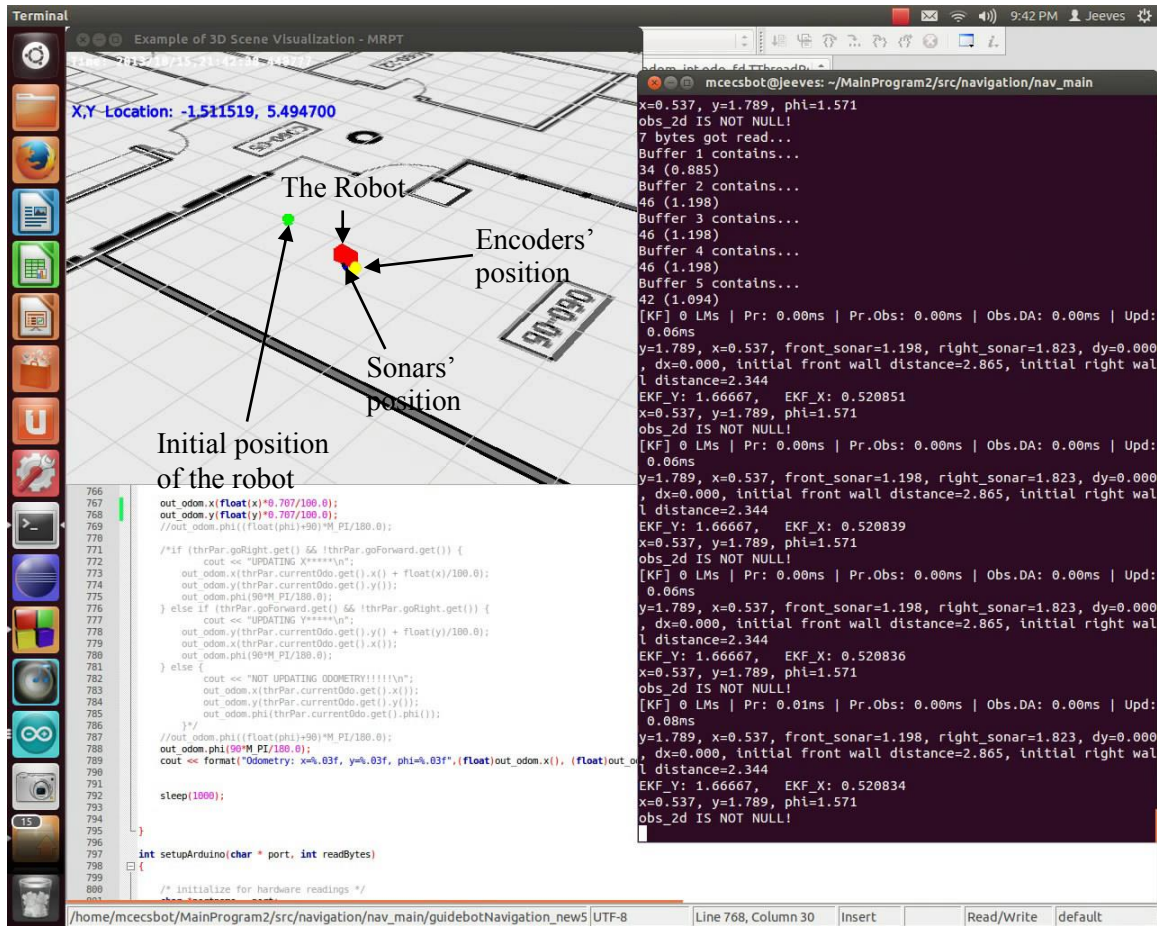 Terminal
9:42 PM
Jeeves
Example of 3D Scene Visualization - MRPT
X,Y Location: -1.511519, 5.494700
The Robot
Encoders’
position
Sonars’
position
Initial position
of the robot
060-90
mcecsbot@jeeves: ~/MainProgram2/src/navigation/nav_main
x=0.537, y=1.789, phi=1.571
obs_2d IS NOT NULL!
7 bytes got read...
Buffer 1 contains...
34 (0.885)
Buffer 2 contains...
46 (1.198)
Buffer 3 contains...
46 (1.198)
Buffer 4 contains...
46 (1.198)
Buffer 5 contains...
42 (1.094)
[KF] 0 LMs | Pr: 0.00ms | Pr.Obs: 0.00ms | Obs.DA: 0.00ms | Upd:
0.06ms
y=1.789, x=0.537, front_sonar=1.198, right_sonar=1.823, dy=0.000
, dx=0.000, initial front wall distance=2.865, initial right wal
l distance=2.344
EKF_Y: 1.66667,   EKF_X: 0.520851
x=0.537, y=1.789, phi=1.571
obs_2d IS NOT NULL!
[KF] 0 LMs | Pr: 0.00ms | Pr.Obs: 0.00ms | Obs.DA: 0.00ms | Upd:
0.06ms
y=1.789, x=0.537, front_sonar=1.198, right_sonar=1.823, dy=0.000
, dx=0.000, initial front wall distance=2.865, initial right wal
l distance=2.344
EKF_Y: 1.66667,   EKF_X: 0.520839
x=0.537, y=1.789, phi=1.571
obs_2d IS NOT NULL!
[KF] 0 LMs | Pr: 0.00ms | Pr.Obs: 0.00ms | Obs.DA: 0.00ms | Upd:
0.06ms
y=1.789, x=0.537, front_sonar=1.198, right_sonar=1.823, dy=0.000
, dx=0.000, initial front wall distance=2.865, initial right wal
l distance=2.344
EKF_Y: 1.66667,   EKF_X: 0.520836
x=0.537, y=1.789, phi=1.571
obs_2d IS NOT NULL!
[KF] 0 LMs | Pr: 0.01ms | Pr.Obs: 0.00ms | Obs.DA: 0.00ms | Upd:
0.08ms
y=1.789, x=0.537, front_sonar=1.198, right_sonar=1.823, dy=0.000
, dx=0.000, initial front wall distance=2.865, initial right wal
l distance=2.344
EKF_Y: 1.66667,   EKF_X: 0.520834
x=0.537, y=1.789, phi=1.571
obs_2d IS NOT NULL!
766
767 out_odom.x(float(x)*0.707/100.0);
768 out_odom.y(float(y)*0.707/100.0);
769 //out_odom.phi((float(phi)+90)*M_PI/180.0);
770
771 /*if (thrPar.goRight.get() && !thrPar.goForward.get()) {
772 cout << "UPDATING X*****\n";
773 out_odom.x(thrPar.currentOdo.get().x() + float(x)/100.0);
774 out_odom.y(thrPar.currentOdo.get().y());
775 out_odom.phi(90*M_PI/180.0);
776 } else if (thrPar.goForward.get() && !thrPar.goRight.get()) {
777 cout << "UPDATING Y*****\n";
778 out_odom.y(thrPar.currentOdo.get().y() + float(y)/100.0);
779 out_odom.x(thrPar.currentOdo.get().x());
780 out_odom.phi(90*M_PI/180.0);
781 } else {
782 cout << "NOT UPDATING ODOMETRY!!!!!\n";
783 out_odom.x(thrPar.currentOdo.get().x());
784 out_odom.y(thrPar.currentOdo.get().y());
785 out_odom.phi(thrPar.currentOdo.get().phi());
786 }*/
787 //out_odom.phi((float(phi)+90)*M_PI/180.0);
788 out_odom.phi(90*M_PI/180.0);
789 cout << format("Odometry: x=%.03f, y=%.03f, phi=%.03f",(float)out_odom.x(), (float)out_o
790
791
792 sleep(1000);
793
794
795 }
796
797 int setupArduino(char * port, int readBytes)
798 {
799
800 /* initialize for hardware readings */
15
/home/mcecsbot/MainProgram2/src/navigation/nav_main/guidebotNavigation_new5 UTF-8 Line 768, Column 30 Insert Read/Write default